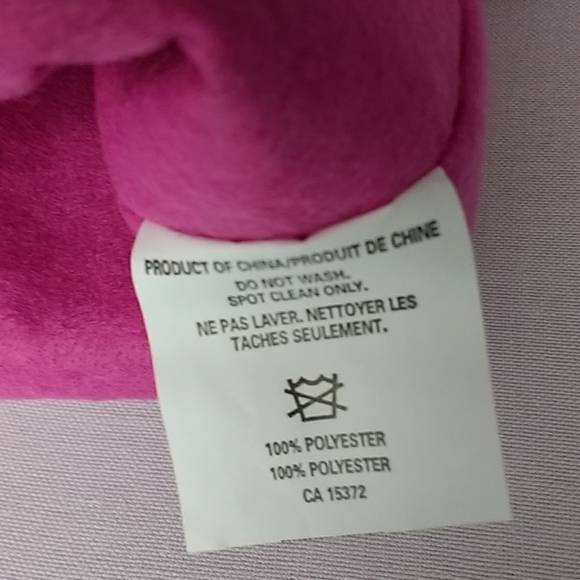 PRODUCT OF CHINA/PRODUIT DE CHINE
DO NOT WASH.
SPOT CLEAN ONLY.
NE PAS LAVER. NETTOYER LES
TACHES SEULEMENT.
100% POLYESTER
100% POLYESTER
CA 15372